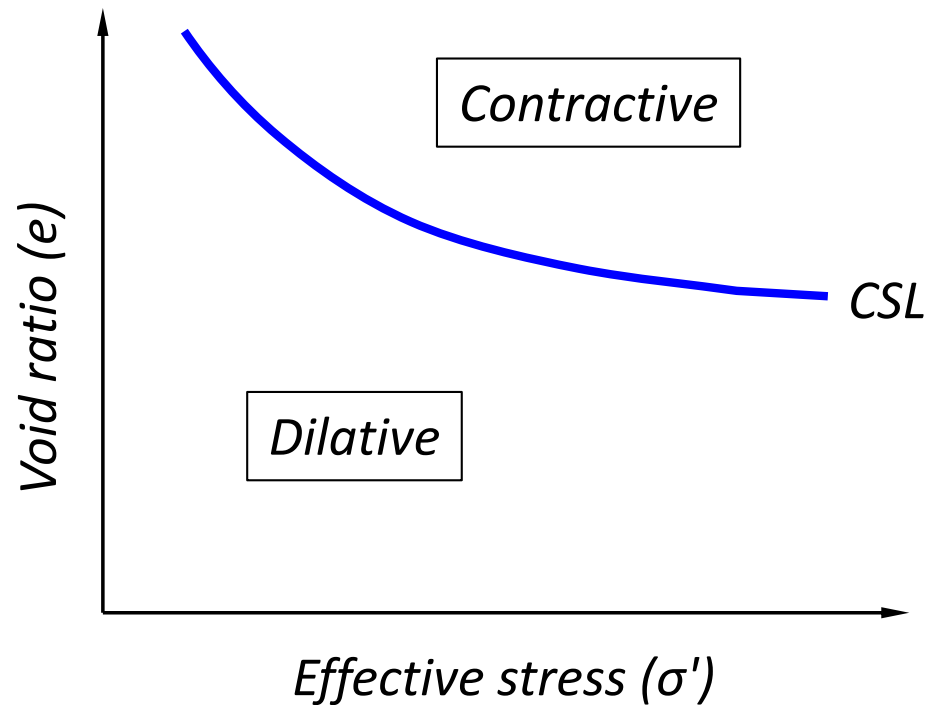 Contractive
Void ratio (e)
CSL
Dilative
Effective stress (σ')